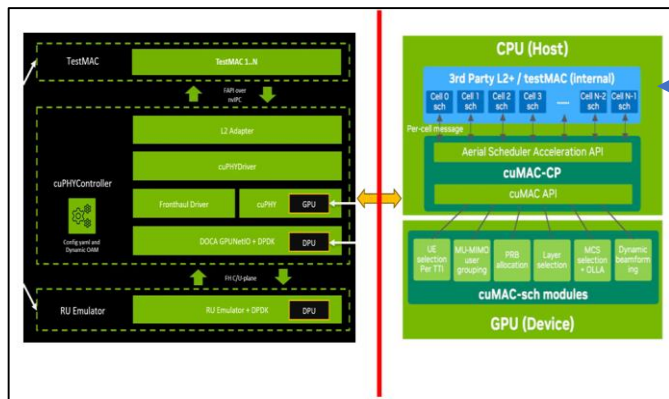 TestMAC
TestMAC 1..N
FAPI over
nvIPC
L2 Adapter
cuPHYDriver
cuPHYController
Fronthaul Driver
cuPHY
GPU
Config yaml and
Dynamic OAM
DOCA GPUNetIO + DPDK
DPU
FH C/U-plane
RU Emulator
RU Emulator + DPDK
DPU
CPU (Host)
3rd Party L2+ / testMAC (internal)
Cell 0
sch
Cell 1
sch
Cell 2
sch
Cell 3
sch
......
Cell N-2
sch
Cell N-1
sch
Per-cell message
Aerial Scheduler Acceleration API
cuMAC-CP
cuMAC API
UE
selection
Per TTI
MU-MIMO
user
grouping
PRB
allocation
Layer
selection
MCS
selection
+ OLLA
Dynamic
beamform
ing
cuMAC-sch modules
GPU (Device)